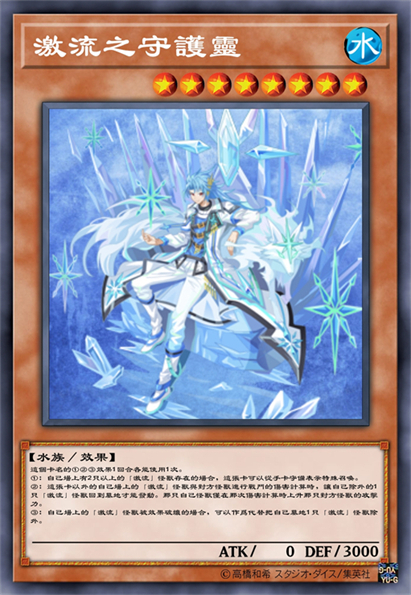 激流之守護靈
水
【水族／效果】
這個卡名的①②③效果1回合各能使用1次。
①：自己場上有2只以上的「激流」怪獸存在的場合，這張卡可以從手卡守備表示特殊召喚。
②：這張卡以外的自己場上的「激流」怪獸與對方怪獸進行戰鬥的傷害計算時，讓自己除外的1
只「激流」怪獸回到墓地才能發動。那只自己怪獸僅在那次傷害計算時上升那只對方怪獸的攻擊
力。
③：自己場上的「激流」怪獸被效果破壞的場合，可以作爲代替把自己墓地1只「激流」怪獸除
外。
ATK/ 0 DEF/3000
©高橋和希 スタジオ・ダイス/集英社